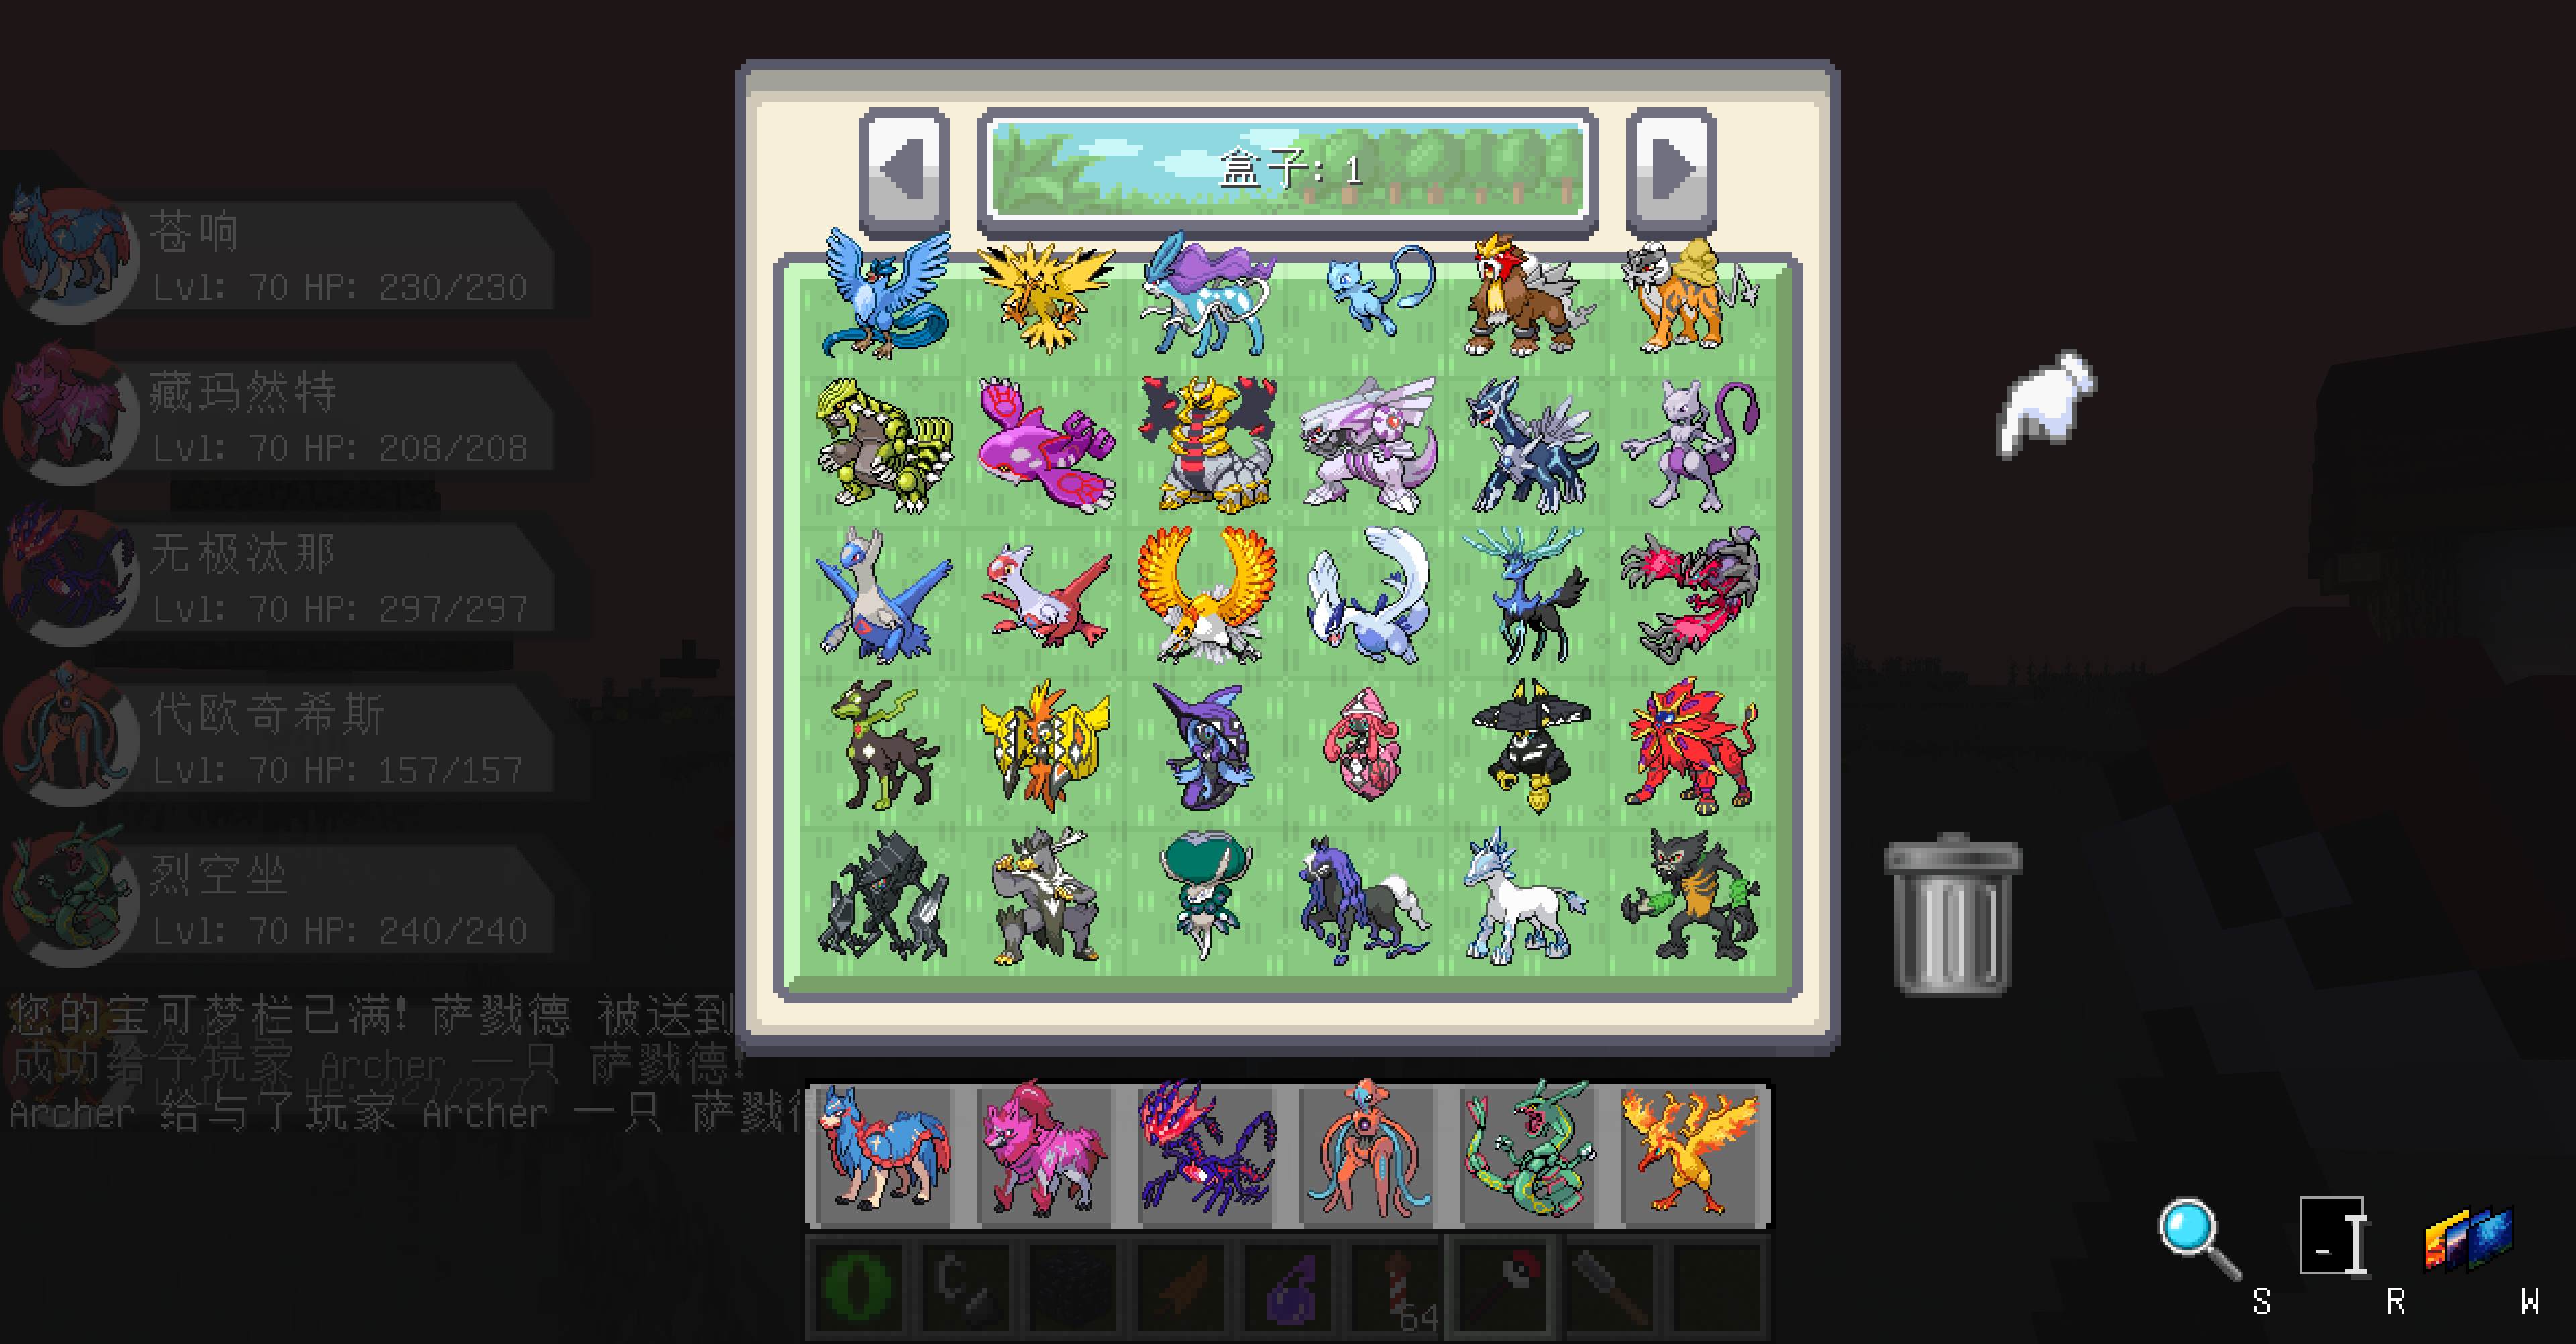 盒子: 1
苍响
Lvl: 70 HP: 230/230
藏玛然特
Lvl: 70 HP: 208/208
无极汰那
Lvl: 70 HP: 297/297
代欧奇希斯
Lvl: 70 HP: 157/157
烈空坐
Lvl: 70 HP: 240/240
您的宝可梦栏已满! 萨戮德 被送到
成功给予玩家 Archer 一只 萨戮德!
227/227
Archer 给与了玩家 Archer 一只 萨戮
64
S
R
W